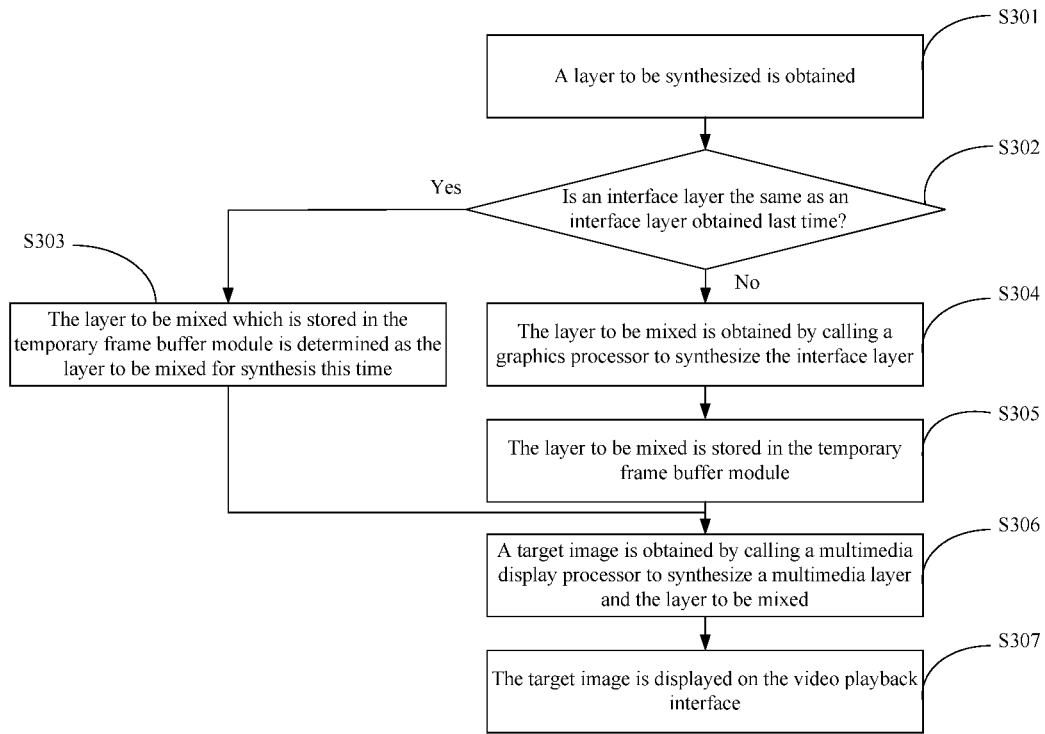 S301
A layer to be synthesized is obtained
S302
Is an interface layer the same as an
interface layer obtained last time?
Yes
No
S303
The layer to be mixed which is stored in the
temporary frame buffer module is determined as the
layer to be mixed for synthesis this time
S304
The layer to be mixed is obtained by calling a
graphics processor to synthesize the interface layer
S305
The layer to be mixed is stored in the temporary
frame buffer module
S306
A target image is obtained by calling a multimedia
display processor to synthesize a multimedia layer
and the layer to be mixed
S307
The target image is displayed on the video playback
interface